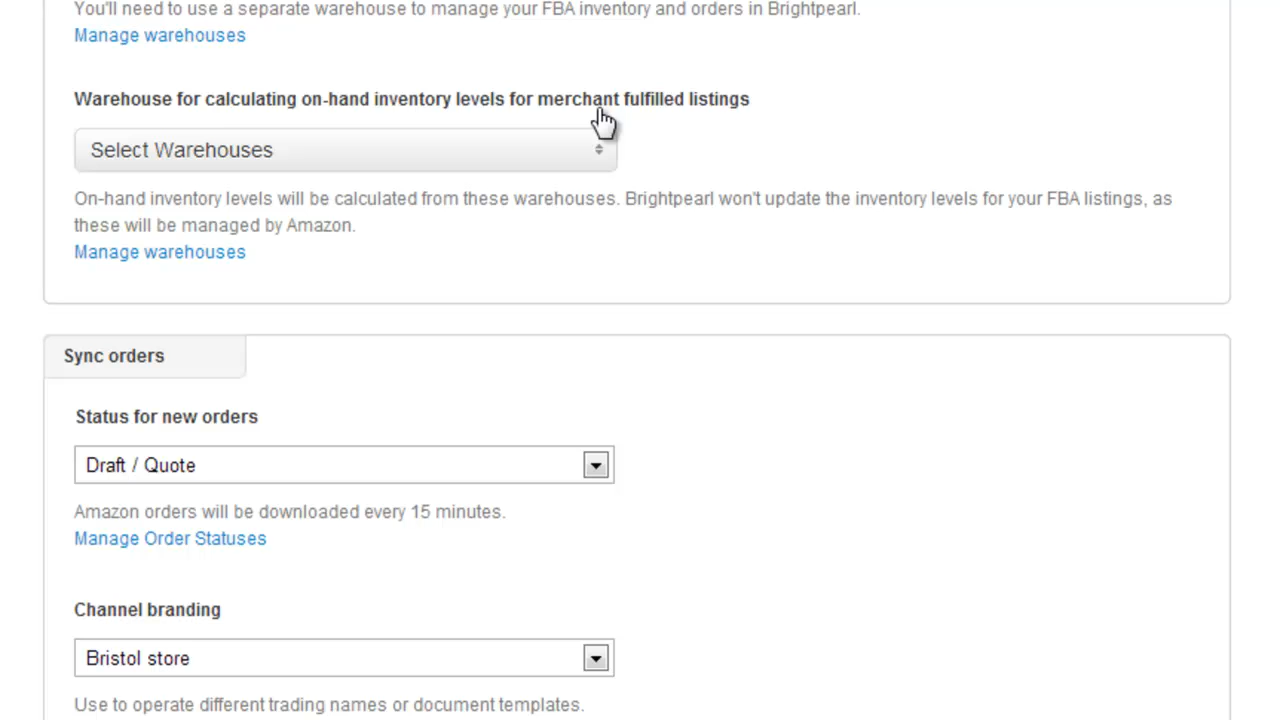 You'll need to use a separate warehouse to manage your FBA inventory and orders in Brightpearl.
Manage warehouses
Warehouse for calculating on-hand inventory levels for merchant fulfilled listings
Select Warehouses
On-hand inventory levels will be calculated from these warehouses. Brightpearl won't update the inventory levels for your FBA listings, as
these will be managed by Amazon.
Manage warehouses
Sync orders
Status for new orders
Draft / Quote
Amazon orders will be downloaded every 15 minutes.
Manage Order Statuses
Channel branding
Bristol store
Use to operate different trading names or document templates.